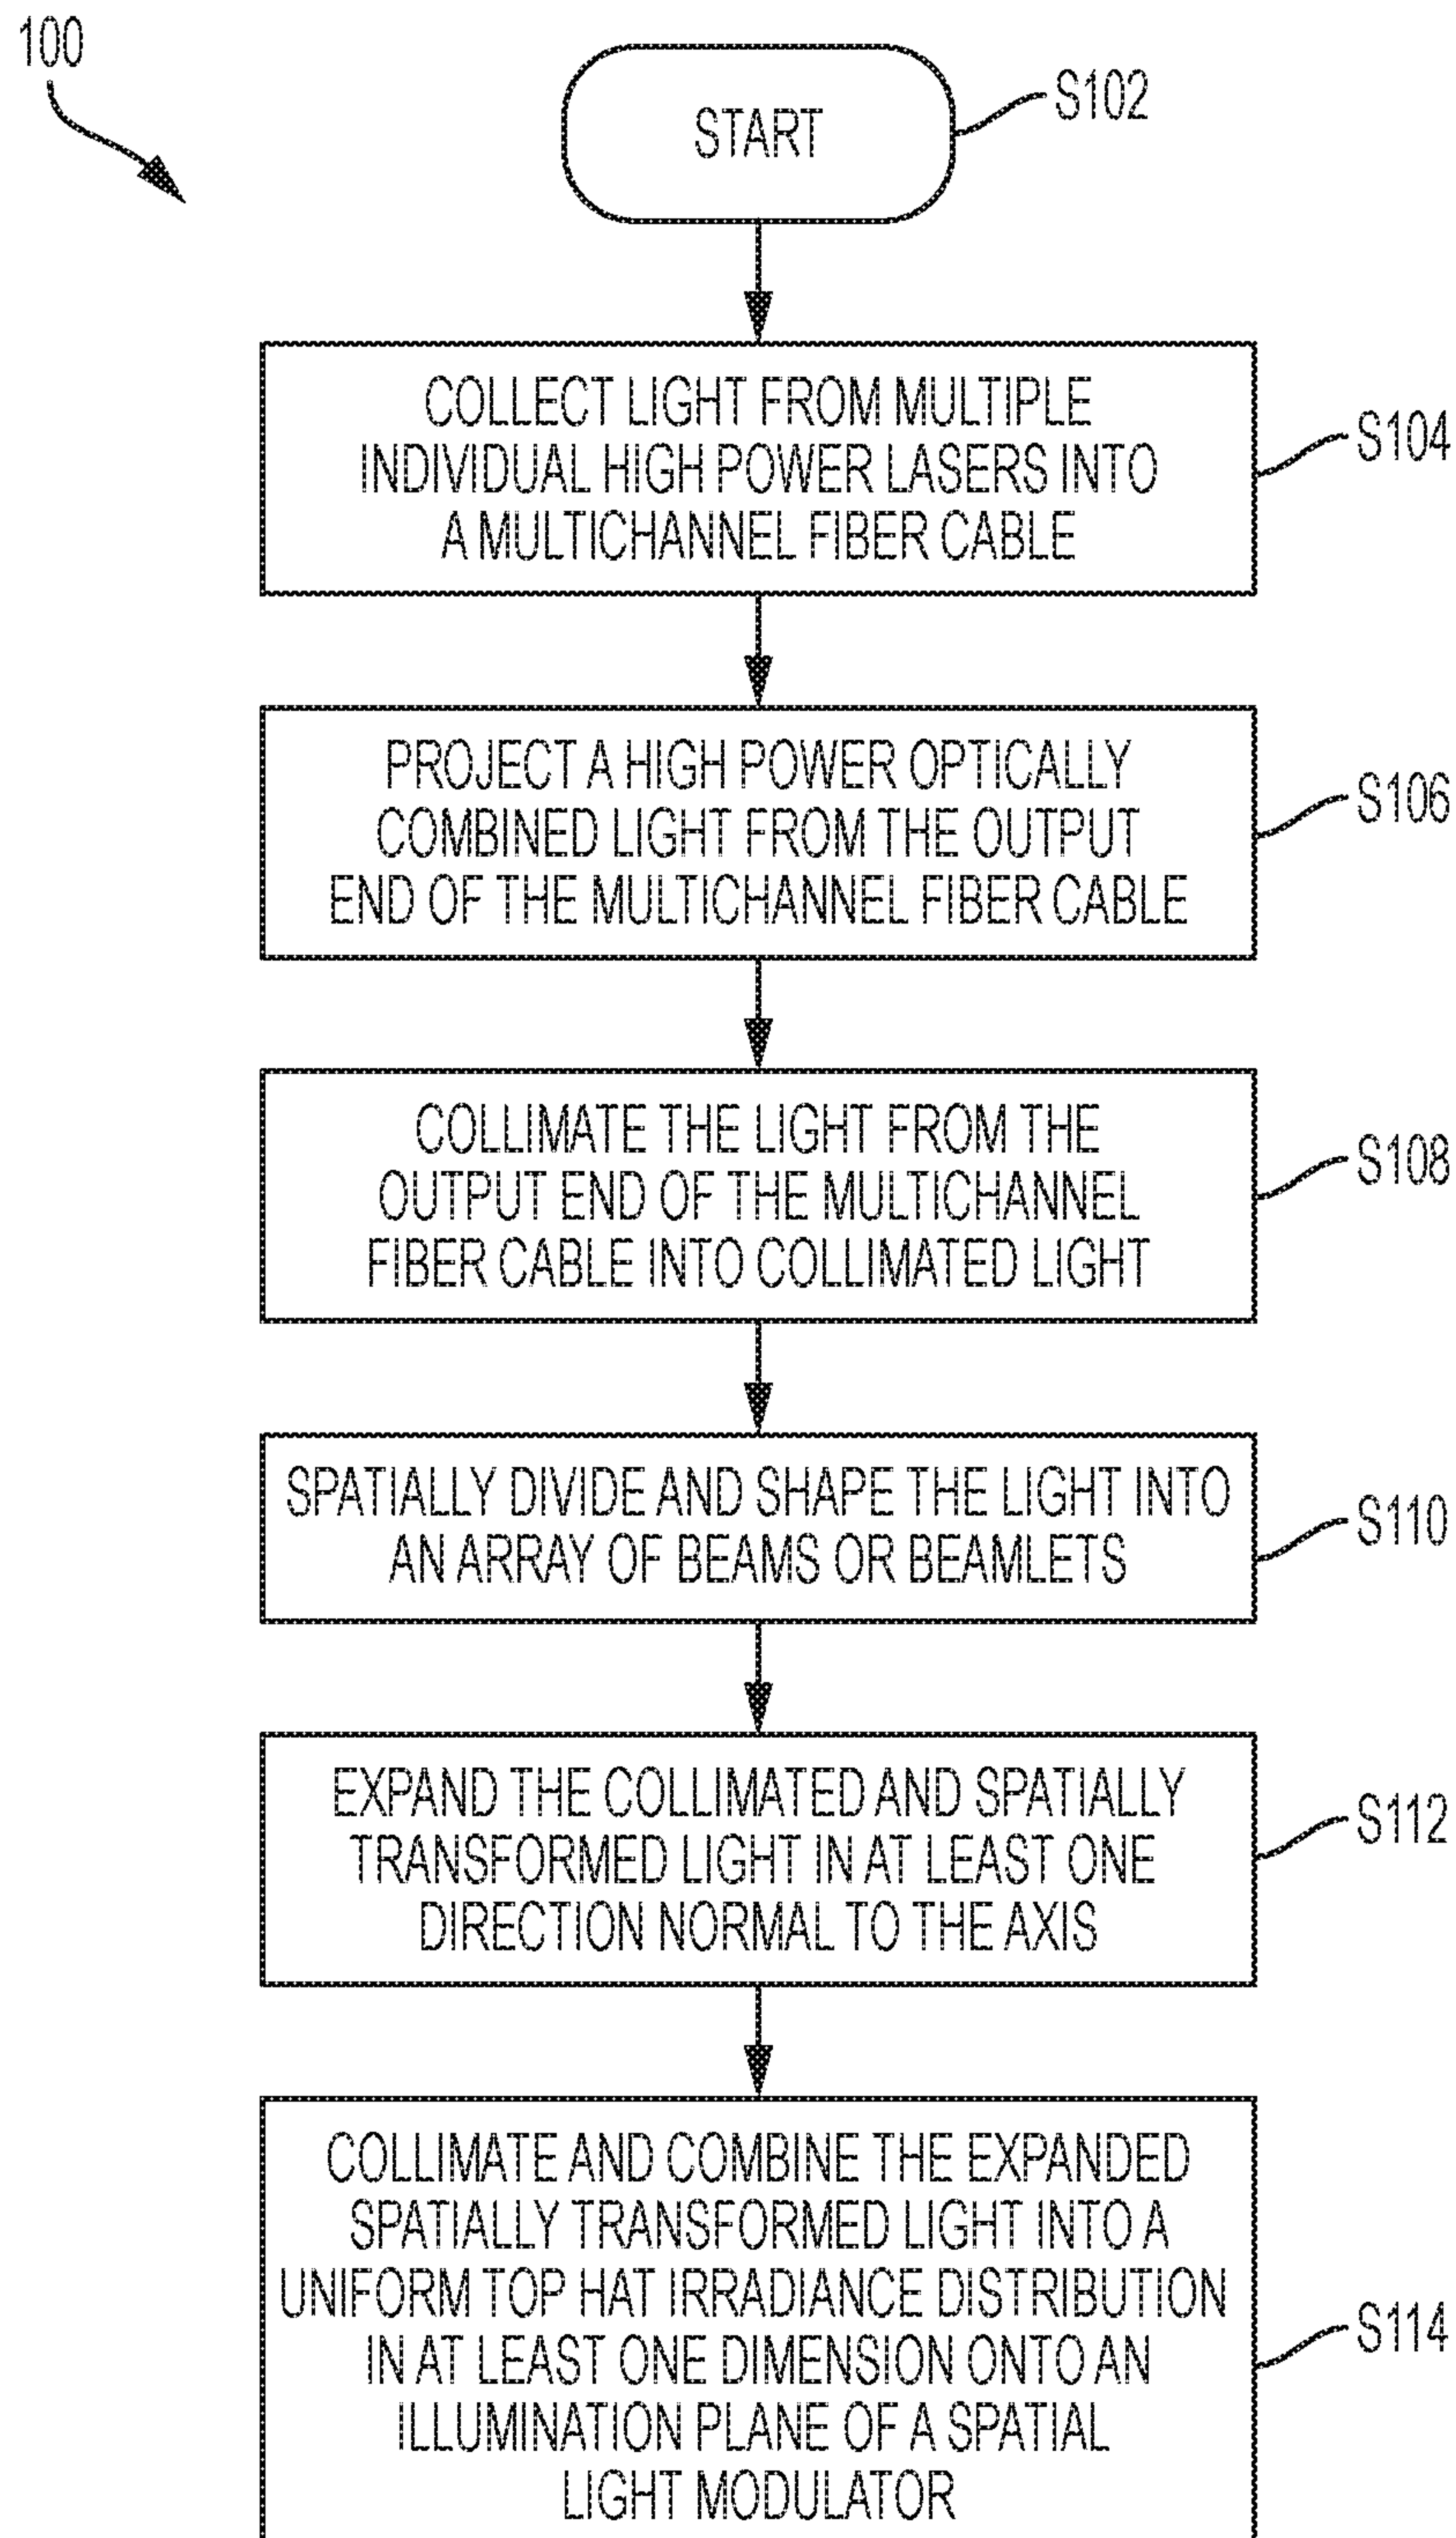 100
START
S102
COLLECT LIGHT FROM MULTIPLE
INDIVIDUAL HIGH POWER LASERS INTO
A MULTICHANNEL FIBER CABLE
S104
PROJECT A HIGH POWER OPTICALLY
COMBINED LIGHT FROM THE OUTPUT
END OF THE MULTICHANNEL FIBER CABLE
S106
COLLIMATE THE LIGHT FROM THE
OUTPUT END OF THE MULTICHANNEL
FIBER CABLE INTO COLLIMATED LIGHT
S108
SPATIALLY DIVIDE AND SHAPE THE LIGHT INTO
AN ARRAY OF BEAMS OR BEAMLETS
S110
EXPAND THE COLLIMATED AND SPATIALLY
TRANSFORMED LIGHT IN AT LEAST ONE
DIRECTION NORMAL TO THE AXIS
S112
COLLIMATE AND COMBINE THE EXPANDED
SPATIALLY TRANSFORMED LIGHT INTO A
UNIFORM TOP HAT IRRADIANCE DISTRIBUTION
IN AT LEAST ONE DIMENSION ONTO AN
ILLUMINATION PLANE OF A SPATIAL
LIGHT MODULATOR
S114